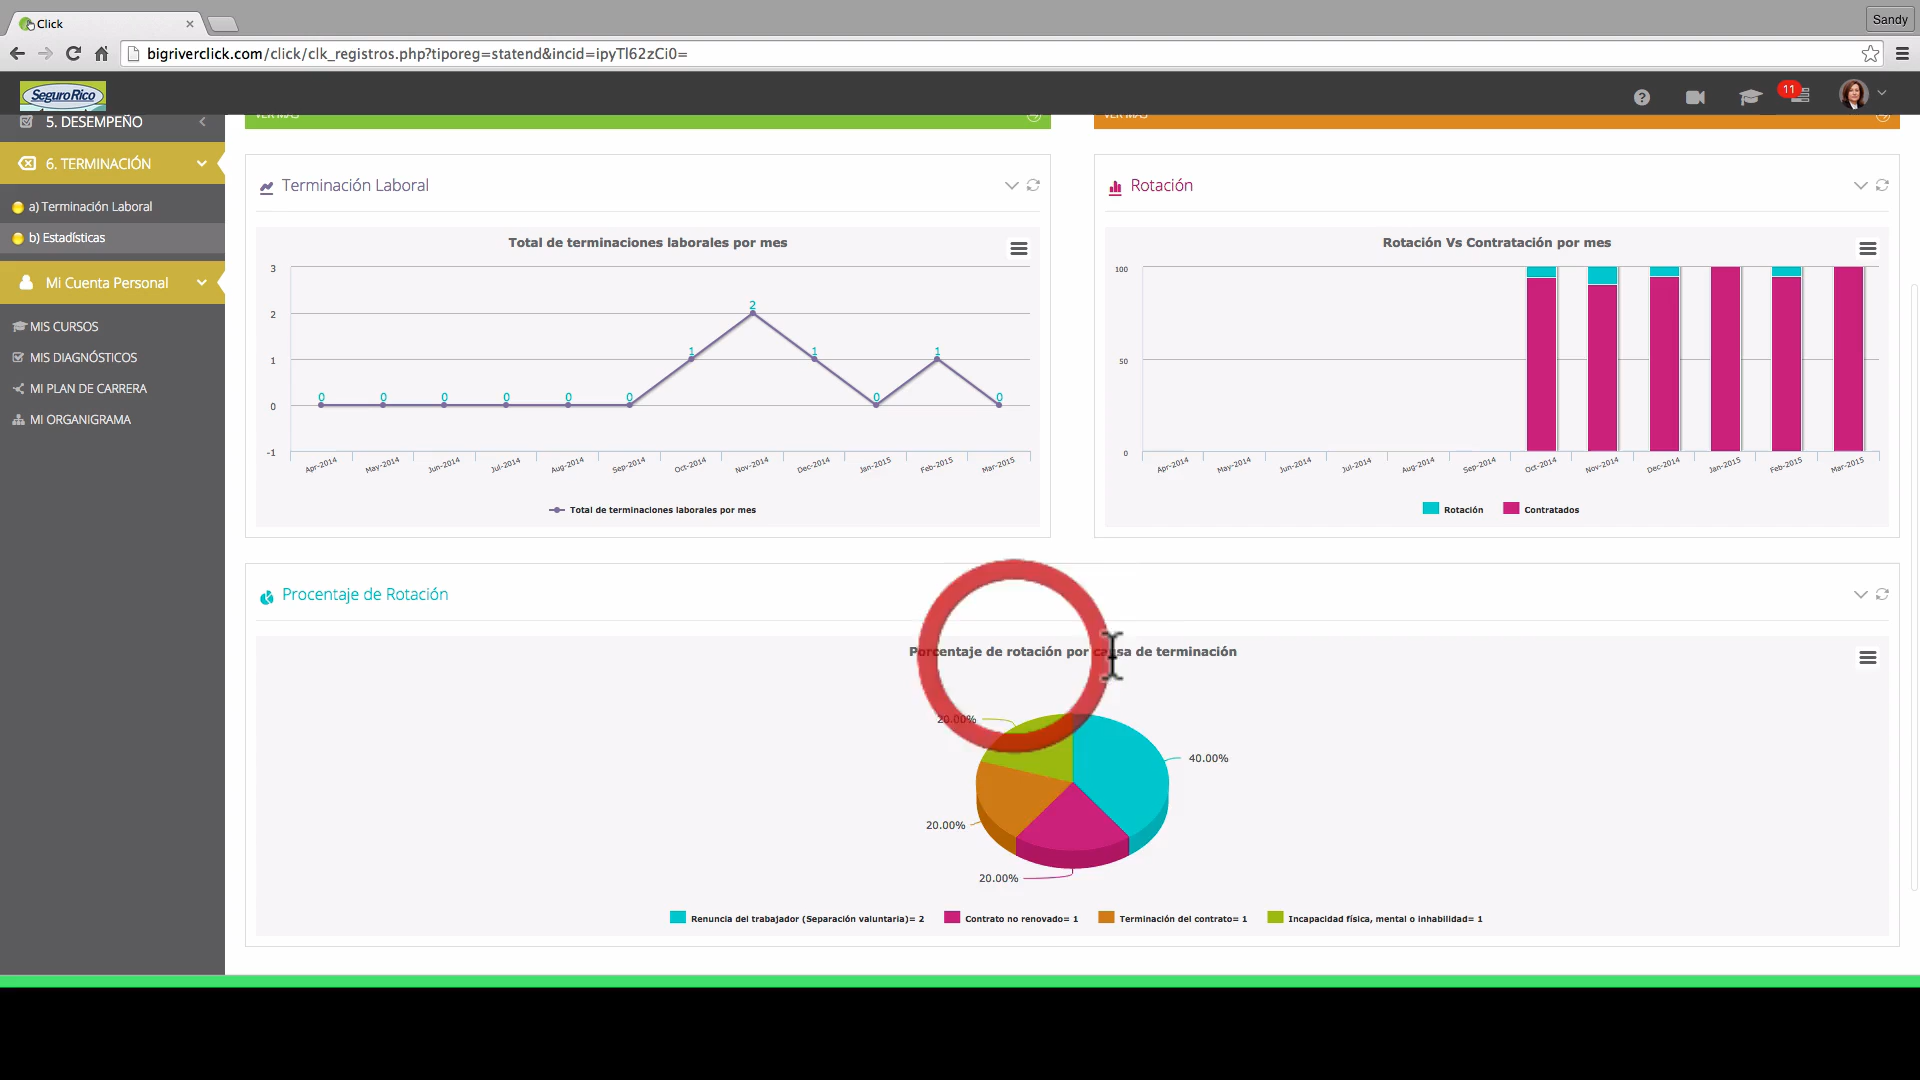 Click
Sandy
bigriverclick.com/click/clk_registros.php?tiporeg=statend&incid=ipyTl62zCi0=
Seguro Rico
11
5. DESEMPEÑO
6. TERMINACIÓN
a) Terminación Laboral
b) Estadísticas
Mi Cuenta Personal
MIS CURSOS
MIS DIAGNÓSTICOS
MI PLAN DE CARRERA
MI ORGANIGRAMA
VER MÁS
VER MÁS
Terminación Laboral
Total de terminaciones laborales por mes
3
2
1
0
-1
0 0 0 0 0 0 1 2 1 0 1 0
Apr-2014 May-2014 Jun-2014 Jul-2014 Aug-2014 Sep-2014 Oct-2014 Nov-2014 Dec-2014 Jan-2015 Feb-2015 Mar-2015
Total de terminaciones laborales por mes
Rotación
Rotación Vs Contratación por mes
100
50
0
Apr-2014 May-2014 Jun-2014 Jul-2014 Aug-2014 Sep-2014 Oct-2014 Nov-2014 Dec-2014 Jan-2015 Feb-2015 Mar-2015
Rotación Contratados
Procentaje de Rotación
Porcentaje de rotación por causa de terminación
20.00%
40.00%
20.00%
20.00%
Renuncia del trabajador (Separación valuntaria)= 2 Contrato no renovado= 1 Terminación del contrato= 1 Incapacidad física, mental o inhabilidad= 1